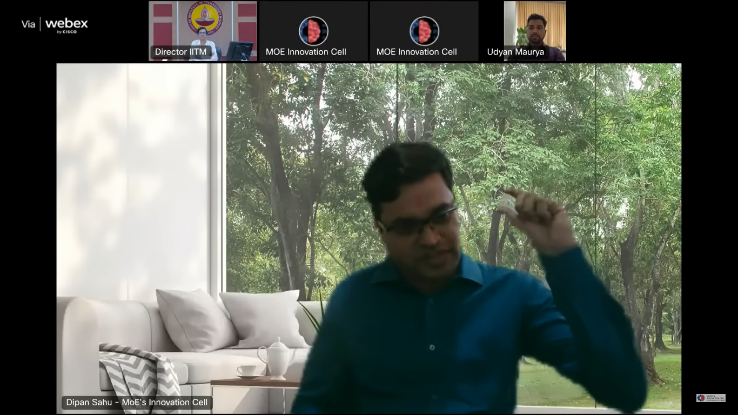 Via webex
by CISCO
Director IITM
MOE Innovation Cell
MOE Innovation Cell
Udyan Maurya
Dipan Sahu - MoE's Innovation Cell